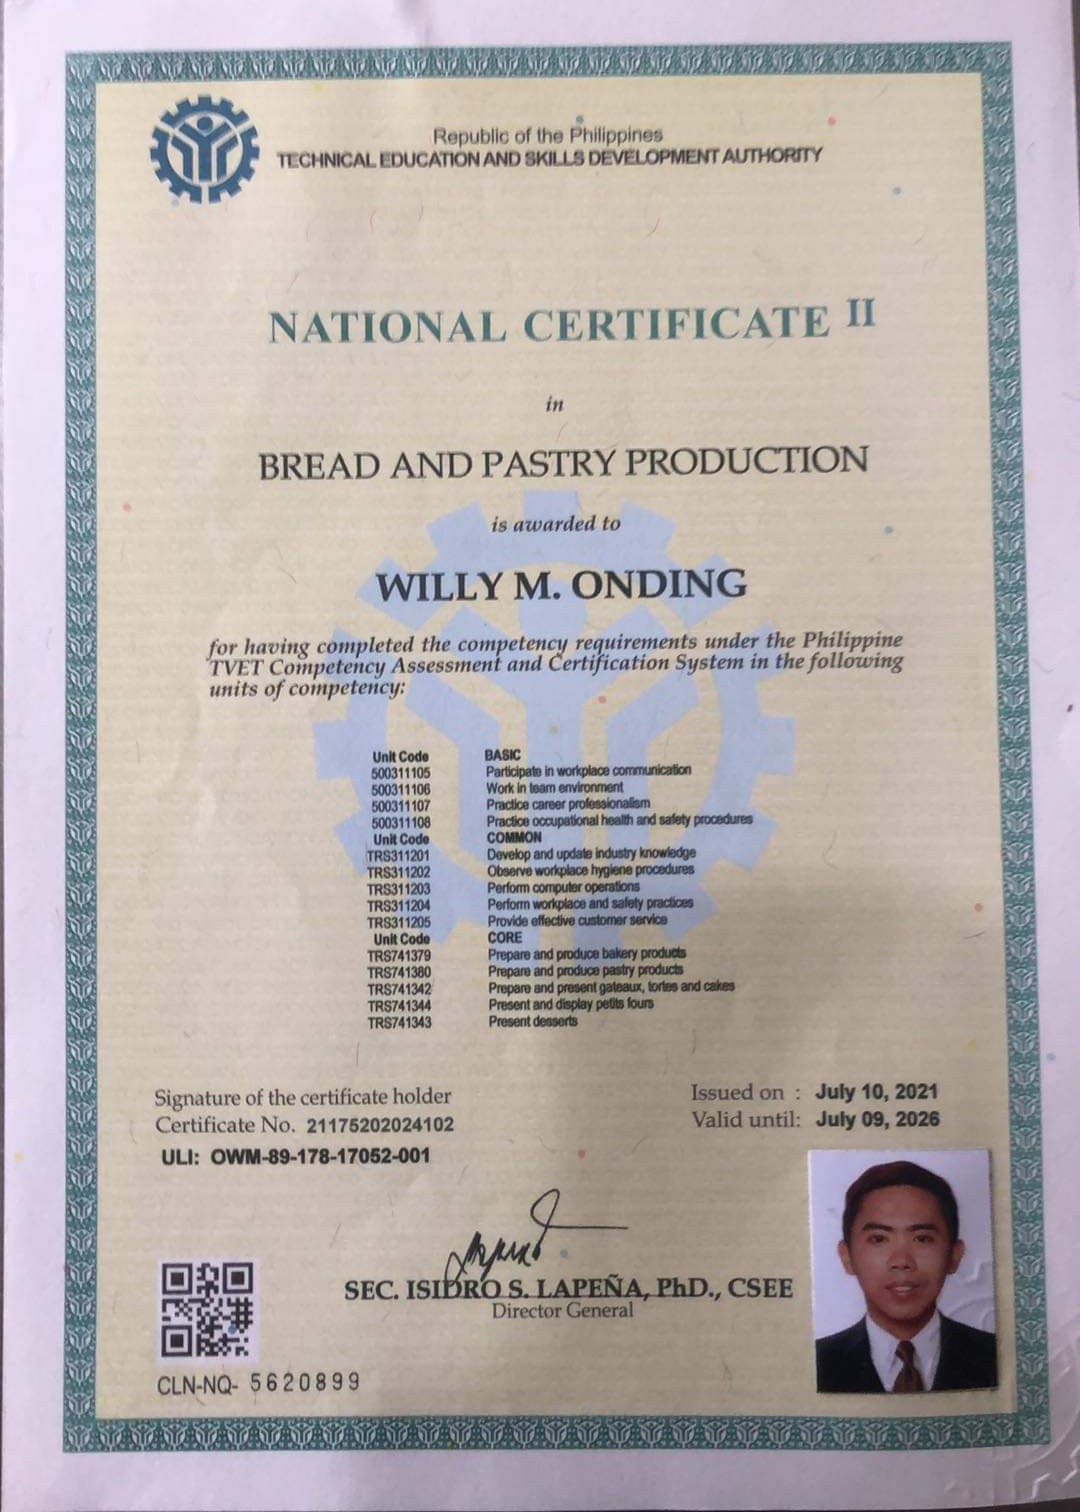 Republic of the Philippines
TECHNICAL EDUCATION AND SKILLS DEVELOPMENT AUTHORITY
NATIONAL CERTIFICATE II
in
BREAD AND PASTRY PRODUCTION
is awarded to
WILLY M. ONDING
for having completed the competency requirements under the Philippine
TVET Competency Assessment and Certification System in the following
units of competency:
Unit Code BASIC
500311105 Participate in workplace communication
500311106 Work in team environment
500311107 Practice career professionalism
500311108 Practice occupational health and safety procedures
Unit Code COMMON
TRS311201 Develop and update industry knowledge
TRS311202 Observe workplace hygiene procedures
TRS311203 Perform computer operations
TRS311204 Perform workplace and safety practices
TRS311205 Provide effective customer service
Unit Code CORE
TRS741379 Prepare and produce bakery products
TRS741380 Prepare and produce pastry products
TRS741342 Prepare and present gateaux, tortes and cakes
TRS741344 Present and display petits fours
TRS741343 Present desserts
Signature of the certificate holder
Certificate No. 21175202024102
ULI: OWM-89-178-17052-001
Issued on : July 10, 2021
Valid until: July 09, 2026
SEC. ISIDRO S. LAPEÑA, PhD., CSEE
Director General
CLN-NQ- 5620899